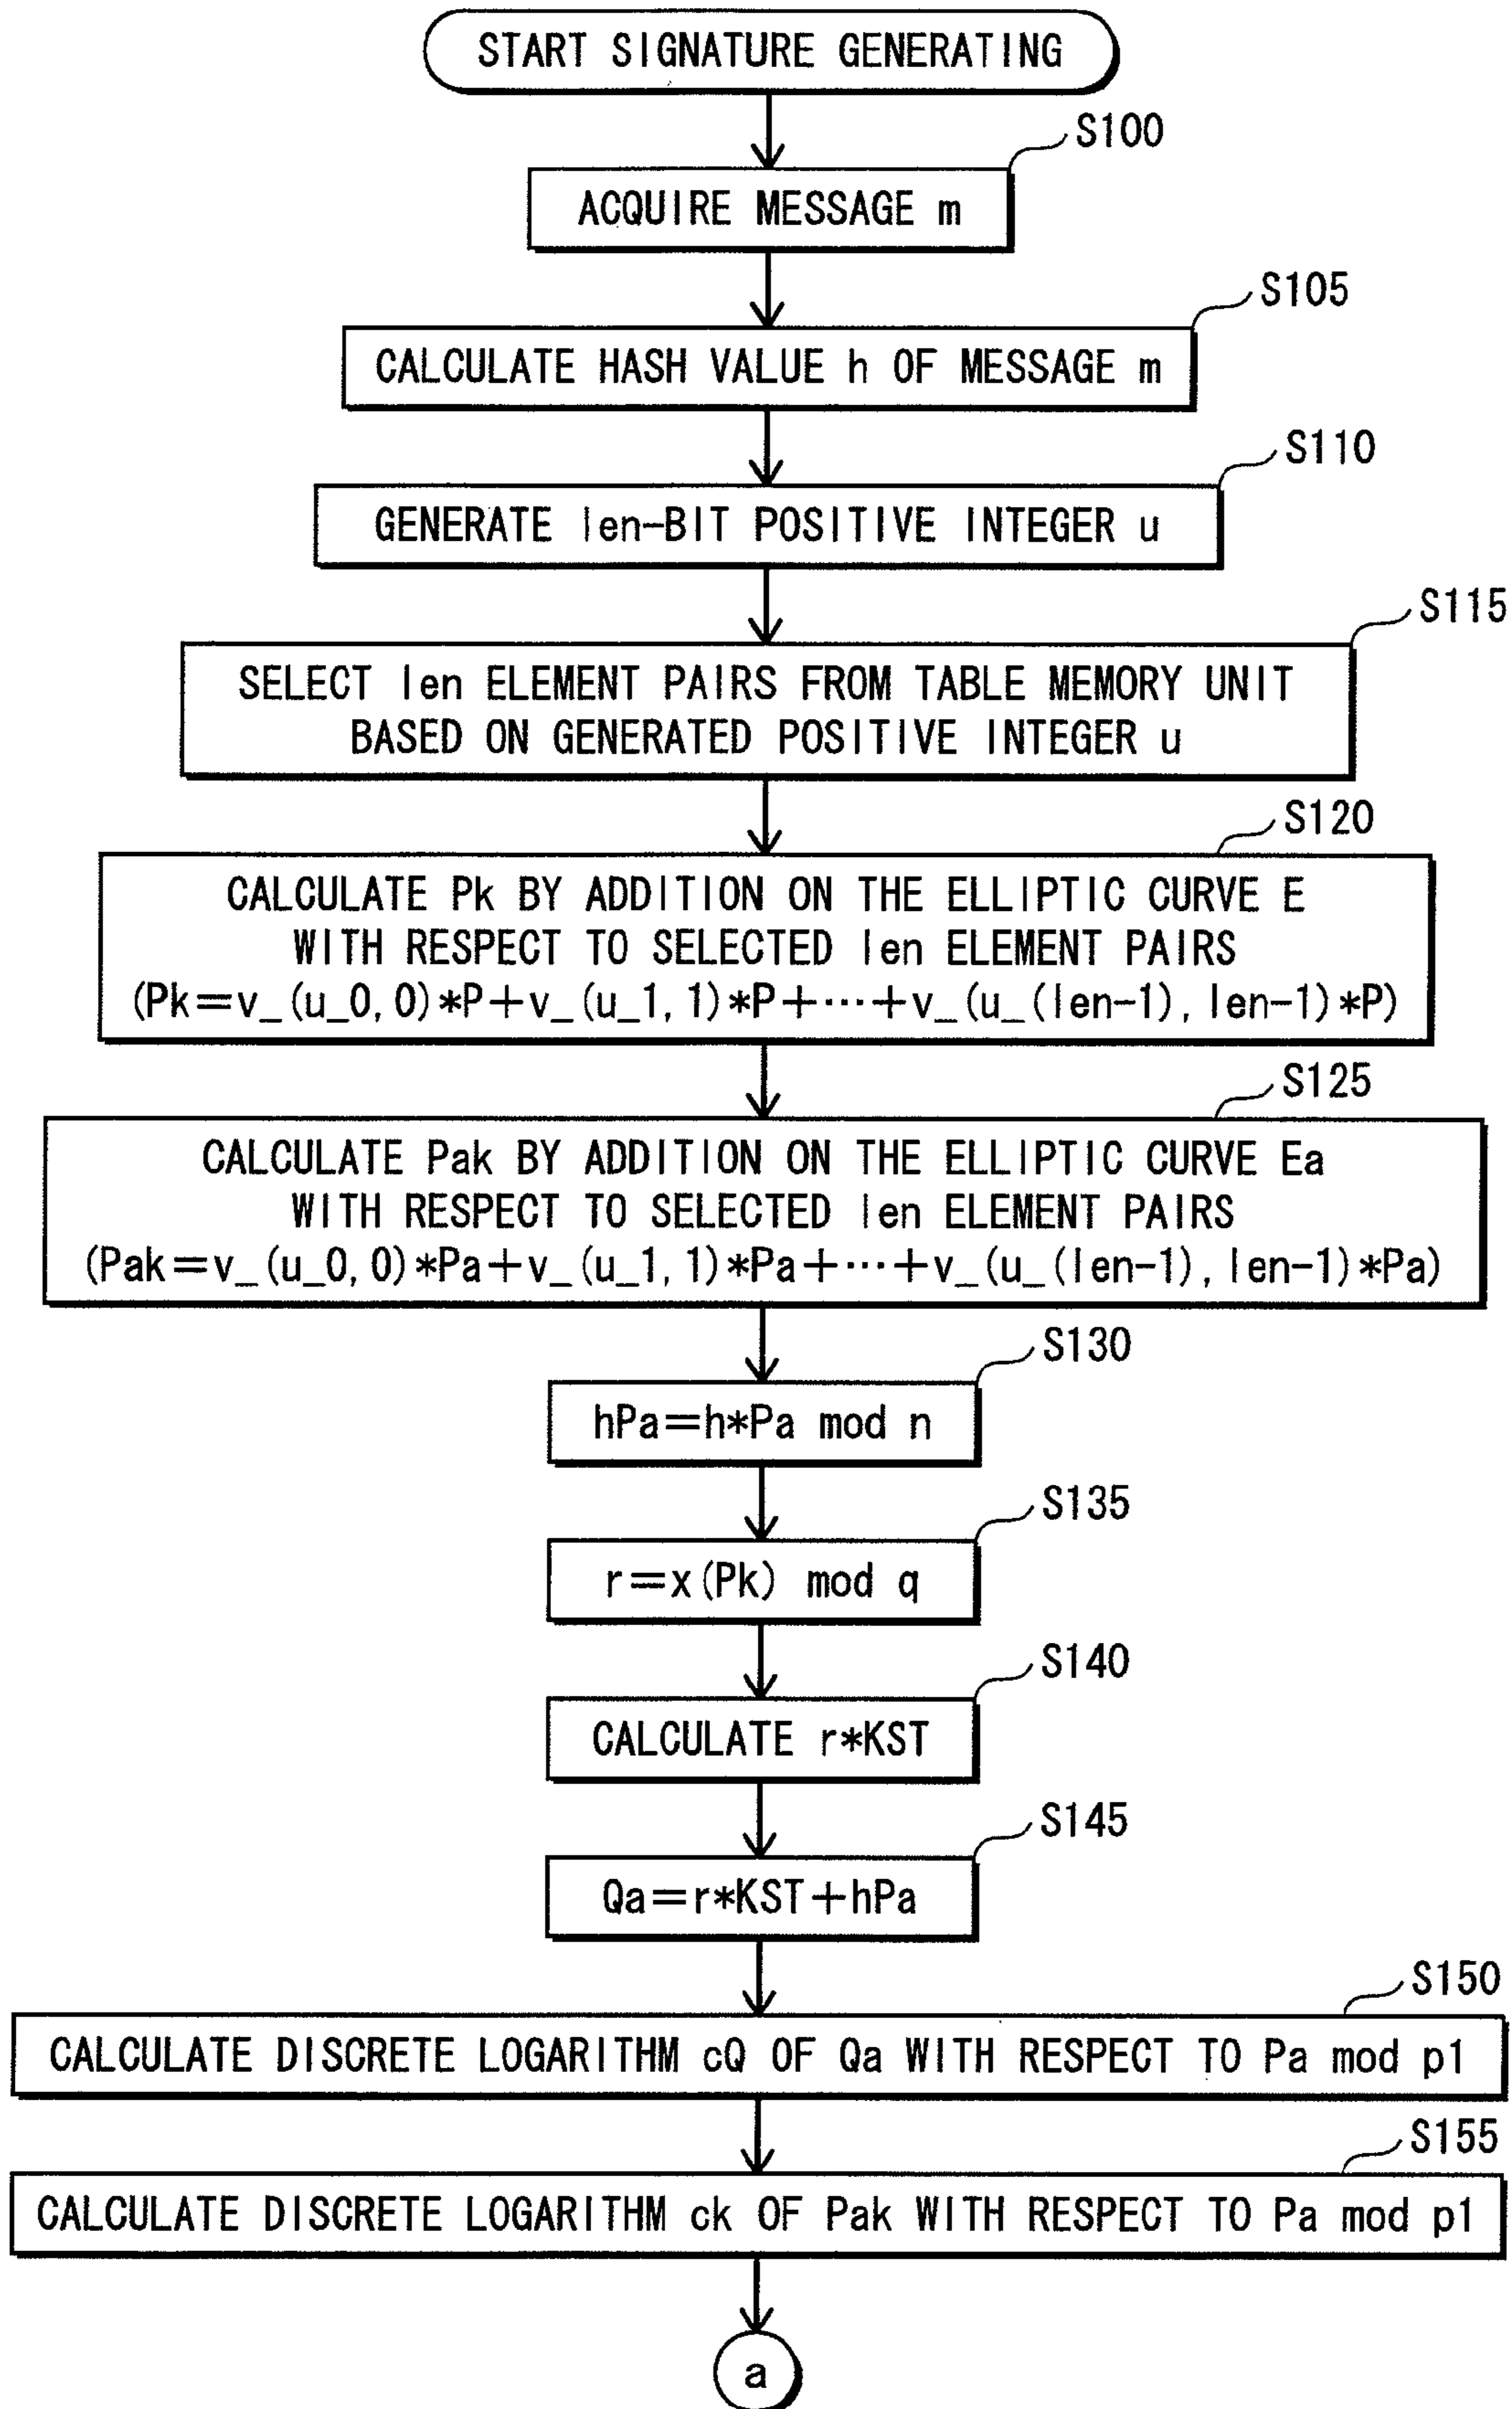 START SIGNATURE GENERATING
S100
ACQUIRE MESSAGE m
S105
CALCULATE HASH VALUE h OF MESSAGE m
S110
GENERATE len-BIT POSITIVE INTEGER u
S115
SELECT len ELEMENT PAIRS FROM TABLE MEMORY UNIT
BASED ON GENERATED POSITIVE INTEGER u
S120
CALCULATE Pk BY ADDITION ON THE ELLIPTIC CURVE E
WITH RESPECT TO SELECTED len ELEMENT PAIRS
(Pk=v_(u_0,0)*P+v_(u_1,1)*P+⋯+v_(u_(len-1),len-1)*P)
S125
CALCULATE Pak BY ADDITION ON THE ELLIPTIC CURVE Ea
WITH RESPECT TO SELECTED len ELEMENT PAIRS
(Pak=v_(u_0,0)*Pa+v_(u_1,1)*Pa+⋯+v_(u_(len-1),len-1)*Pa)
S130
hPa=h*Pa mod n
S135
r=x(Pk) mod q
S140
CALCULATE r*KST
S145
Qa=r*KST+hPa
S150
CALCULATE DISCRETE LOGARITHM cQ OF Qa WITH RESPECT TO Pa mod p1
S155
CALCULATE DISCRETE LOGARITHM ck OF Pak WITH RESPECT TO Pa mod p1
a